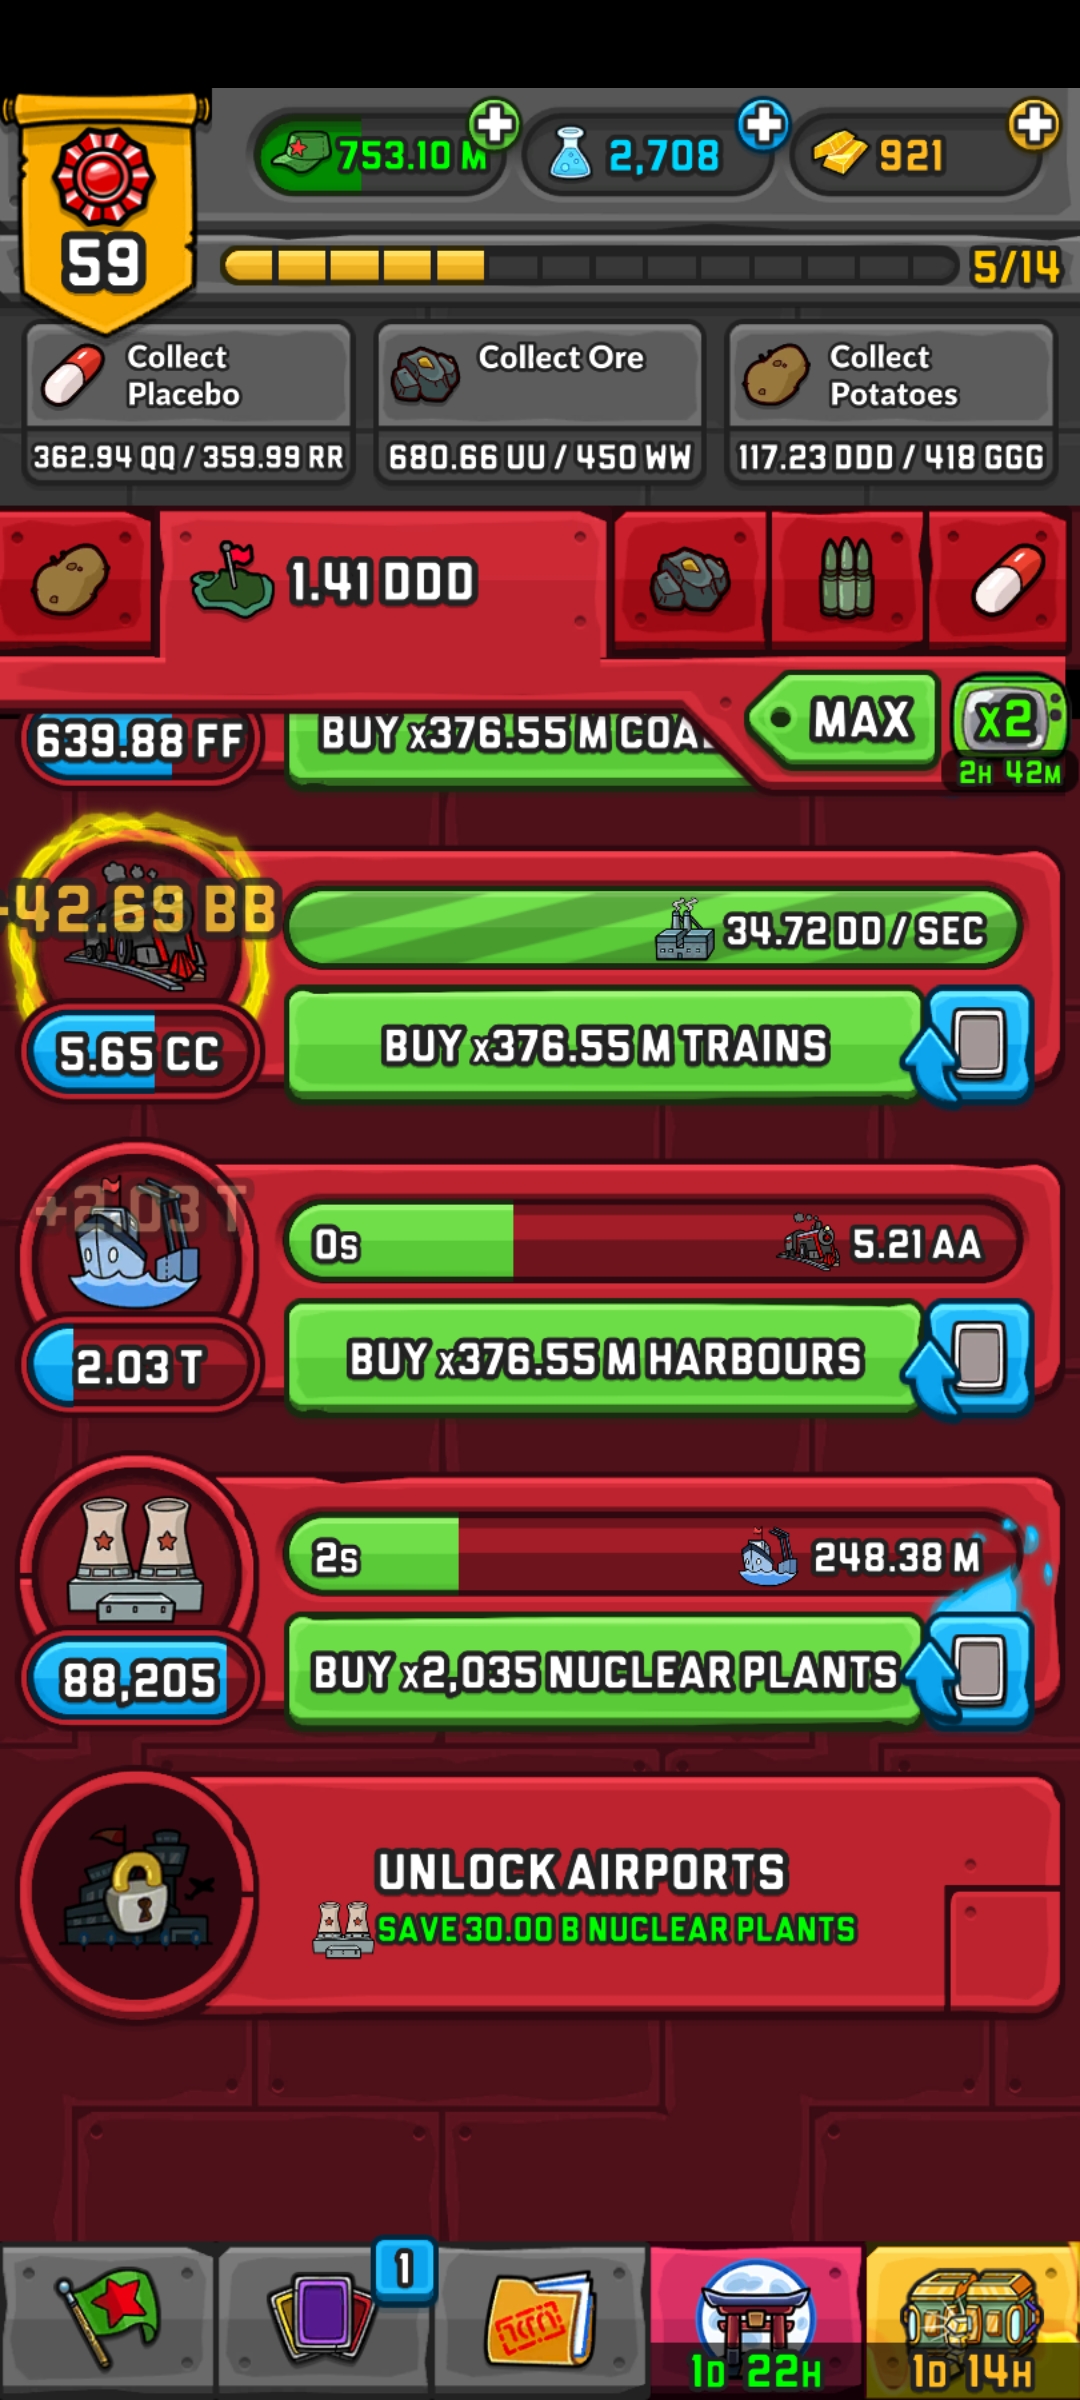 753.10 M
2,708
921
59
5/14
Collect
Placebo
362.94 QQ / 359.99 RR
Collect Ore
680.66 UU / 450 WW
Collect
Potatoes
117.23 DDD / 418 GGG
1.41 DDD
MAX
x2
2H 42M
639.88 FF
BUY x376.55 M COA
-42.69 BB
34.72 DD / SEC
5.65 CC
BUY x376.55 M TRAINS
+2.03 T
0s
5.21 AA
2.03 T
BUY x376.55 M HARBOURS
2s
248.38 M
88,205
BUY x2,035 NUCLEAR PLANTS
UNLOCK AIRPORTS
SAVE 30.00 B NUCLEAR PLANTS
1
1D 22H
1D 14H